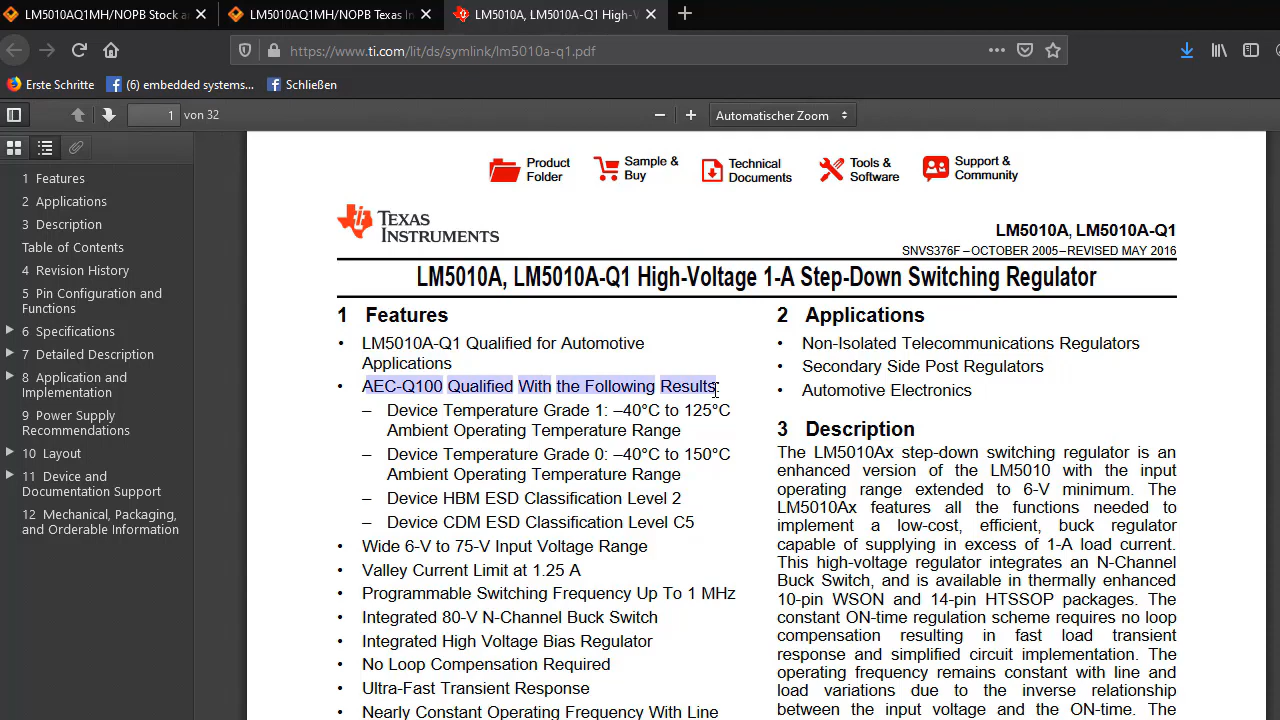 LM5010AQ1MH/NOPB Stock a
LM5010AQ1MH/NOPB Texas In
LM5010A, LM5010A-Q1 High-V
https://www.ti.com/lit/ds/symlink/lm5010a-q1.pdf
Erste Schritte
(6) embedded systems...
Schließen
1 von 32
Automatischer Zoom
1 Features
2 Applications
3 Description
Table of Contents
4 Revision History
5 Pin Configuration and
Functions
6 Specifications
7 Detailed Description
8 Application and
Implementation
9 Power Supply
Recommendations
10 Layout
11 Device and
Documentation Support
12 Mechanical, Packaging,
and Orderable Information
Product
Folder
Sample &
Buy
Technical
Documents
Tools &
Software
Support &
Community
TEXAS
INSTRUMENTS
LM5010A, LM5010A-Q1
SNVS376F – OCTOBER 2005 – REVISED MAY 2016
LM5010A, LM5010A-Q1 High-Voltage 1-A Step-Down Switching Regulator
1 Features
• LM5010A-Q1 Qualified for Automotive
Applications
• AEC-Q100 Qualified With the Following Results
– Device Temperature Grade 1: –40°C to 125°C
Ambient Operating Temperature Range
– Device Temperature Grade 0: –40°C to 150°C
Ambient Operating Temperature Range
– Device HBM ESD Classification Level 2
– Device CDM ESD Classification Level C5
• Wide 6-V to 75-V Input Voltage Range
• Valley Current Limit at 1.25 A
• Programmable Switching Frequency Up To 1 MHz
• Integrated 80-V N-Channel Buck Switch
• Integrated High Voltage Bias Regulator
• No Loop Compensation Required
• Ultra-Fast Transient Response
• Nearly Constant Operating Frequency With Line
2 Applications
• Non-Isolated Telecommunications Regulators
• Secondary Side Post Regulators
• Automotive Electronics
3 Description
The LM5010Ax step-down switching regulator is an
enhanced version of the LM5010 with the input
operating range extended to 6-V minimum. The
LM5010Ax features all the functions needed to
implement a low-cost, efficient, buck regulator
capable of supplying in excess of 1-A load current.
This high-voltage regulator integrates an N-Channel
Buck Switch, and is available in thermally enhanced
10-pin WSON and 14-pin HTSSOP packages. The
constant ON-time regulation scheme requires no loop
compensation resulting in fast load transient
response and simplified circuit implementation. The
operating frequency remains constant with line and
load variations due to the inverse relationship
between the input voltage and the ON-time. The